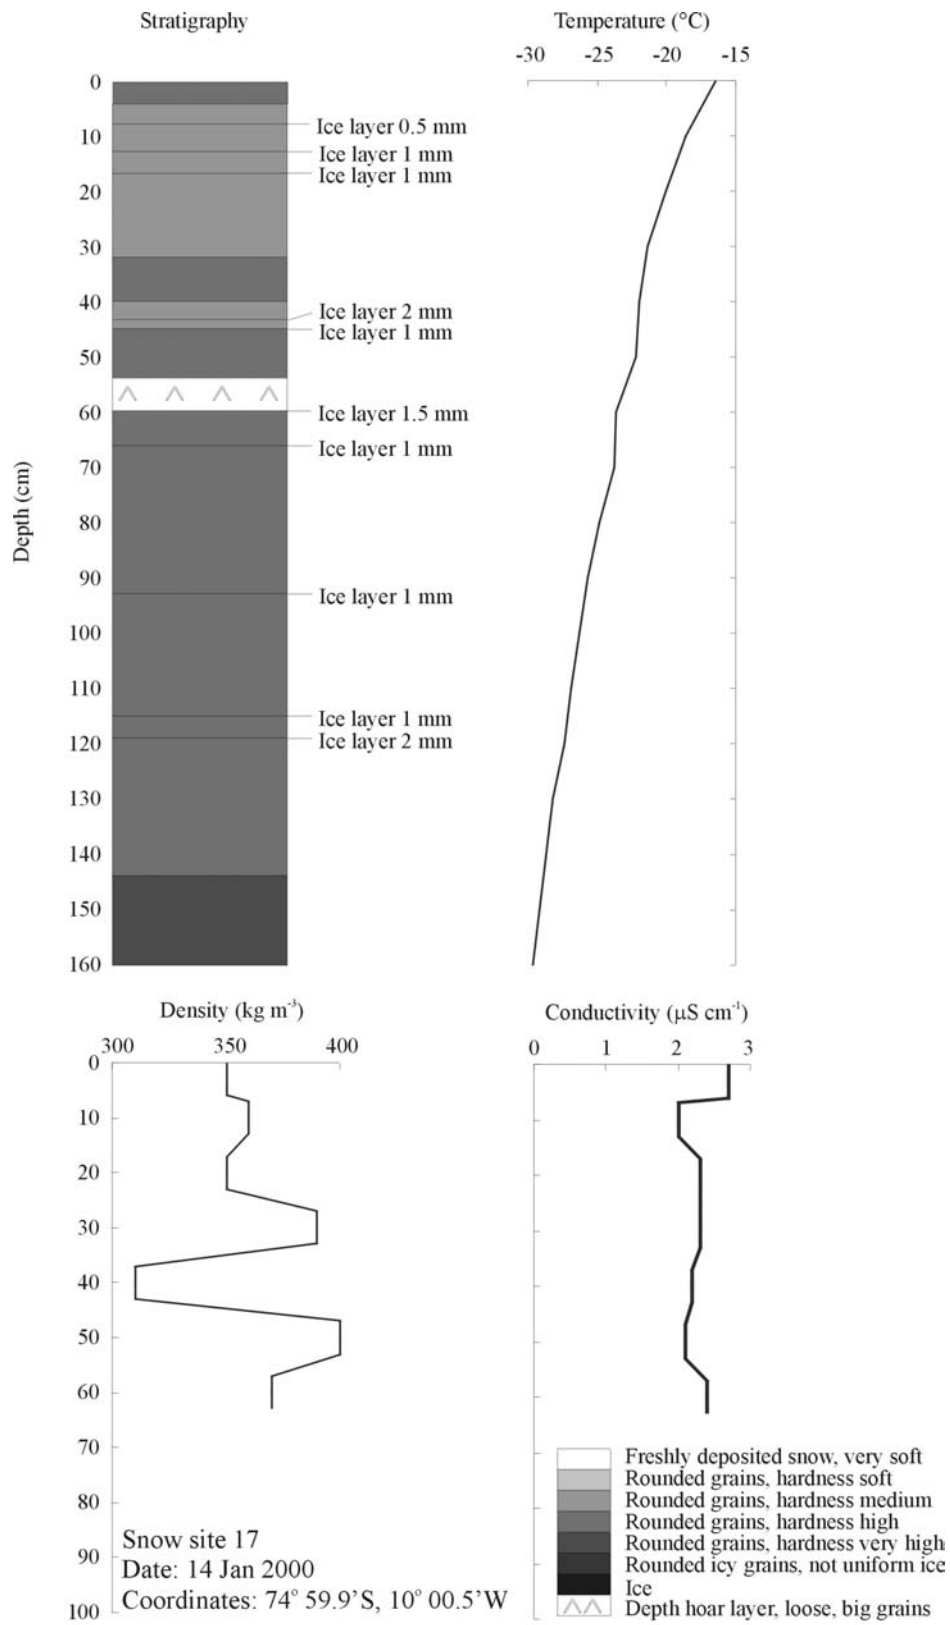 Stratigraphy
Temperature (°C)
-30 -25 -20 -15
Depth (cm)
0
10
20
30
40
50
60
70
80
90
100
110
120
130
140
150
160
Ice layer 0.5 mm
Ice layer 1 mm
Ice layer 1 mm
Ice layer 2 mm
Ice layer 1 mm
Ice layer 1.5 mm
Ice layer 1 mm
Ice layer 1 mm
Ice layer 1 mm
Ice layer 2 mm
Density (kg m⁻³)
300 350 400
0
10
20
30
40
50
60
70
80
90
100
Snow site 17
Date: 14 Jan 2000
Coordinates: 74° 59.9'S, 10° 00.5'W
Conductivity (µS cm⁻¹)
0 1 2 3
Freshly deposited snow, very soft
Rounded grains, hardness soft
Rounded grains, hardness medium
Rounded grains, hardness high
Rounded grains, hardness very high
Rounded icy grains, not uniform ice
Ice
Depth hoar layer, loose, big grains